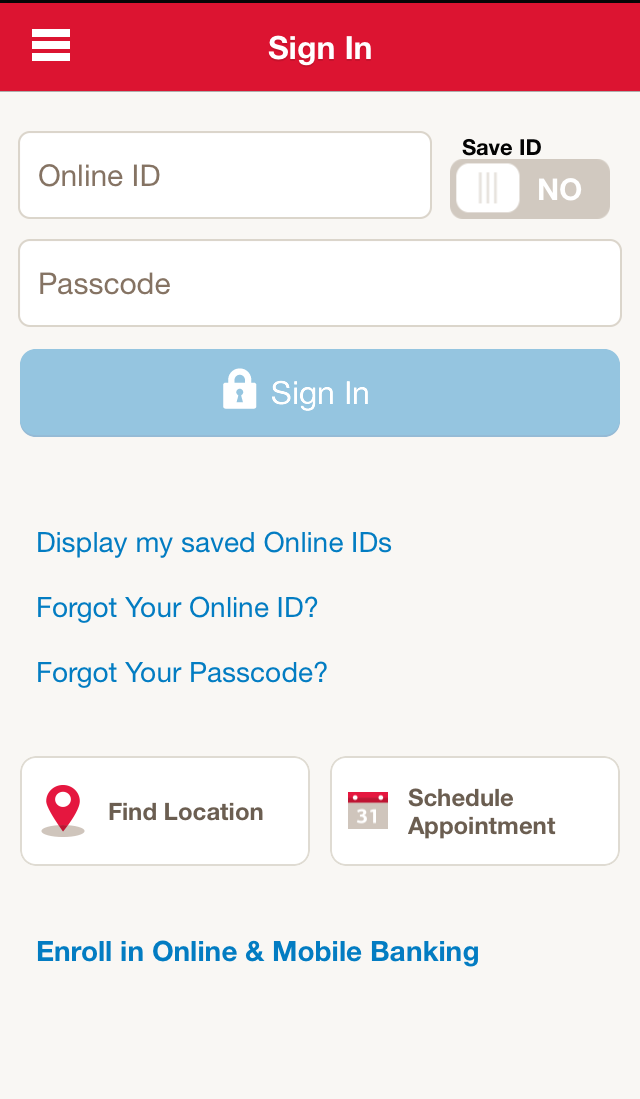 Sign In
Online ID
Save ID
NO
Passcode
Sign In
Display my saved Online IDs
Forgot Your Online ID?
Forgot Your Passcode?
Find Location
31
Schedule
Appointment
Enroll in Online & Mobile Banking